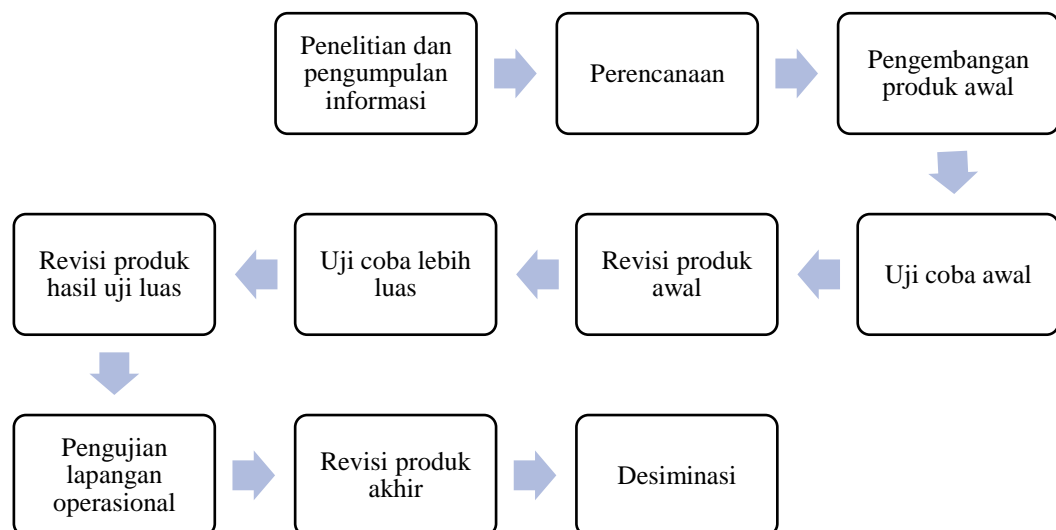 Penelitian dan
pengumpulan
informasi
Perencanaan
Pengembangan
produk awal
Uji coba awal
Revisi produk
awal
Uji coba lebih
luas
Revisi produk
hasil uji luas
Pengujian
lapangan
operasional
Revisi produk
akhir
Desiminasi